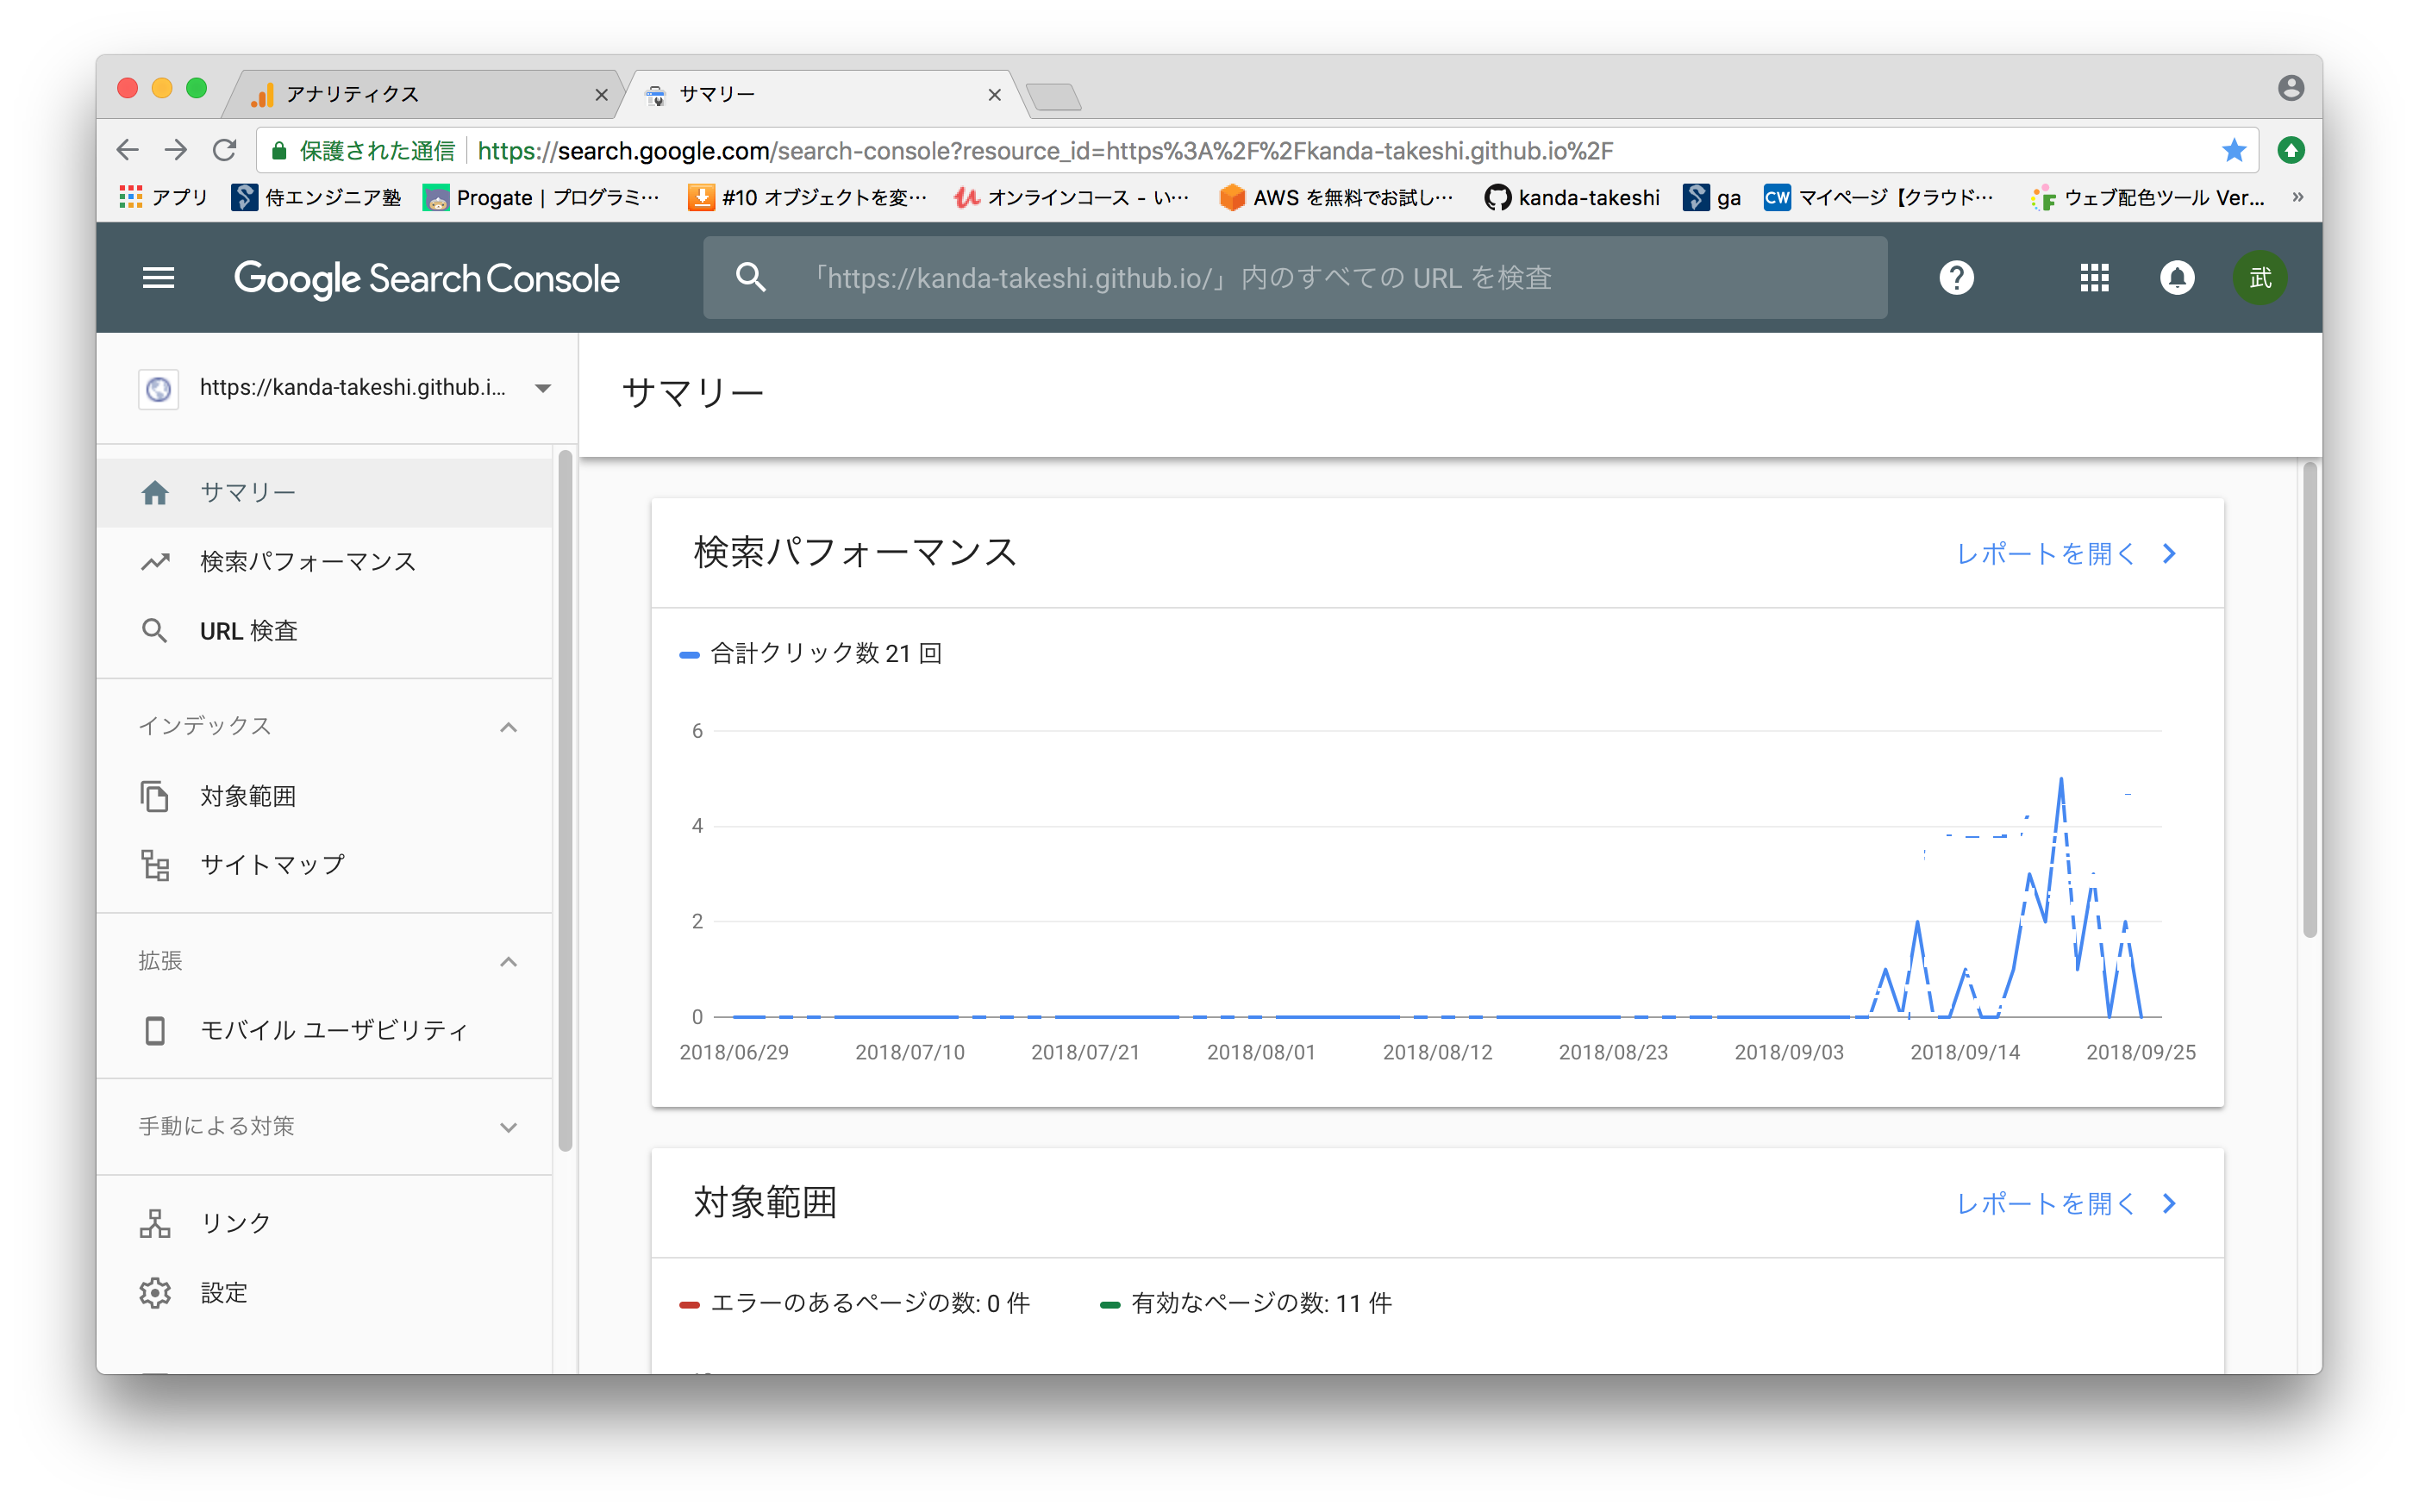 アナリティクス
サマリー
保護された通信
https://search.google.com/search-console?resource_id=https%3A%2F%2Fkanda-takeshi.github.io%2F
アプリ
侍エンジニア塾
Progate | プログラミ…
#10 オブジェクトを変…
オンラインコース - い…
AWS を無料でお試し…
kanda-takeshi
ga
CW
マイページ【クラウド…
ウェブ配色ツール Ver...
»
Google Search Console
「https://kanda-takeshi.github.io/」内のすべての URL を検査
武
https://kanda-takeshi.github.i...
サマリー
検索パフォーマンス
URL 検査
インデックス
対象範囲
サイトマップ
拡張
モバイル ユーザビリティ
手動による対策
リンク
設定
サマリー
検索パフォーマンス
レポートを開く
合計クリック数 21 回
6
4
2
0
2018/06/29
2018/07/10
2018/07/21
2018/08/01
2018/08/12
2018/08/23
2018/09/03
2018/09/14
2018/09/25
対象範囲
レポートを開く
エラーのあるページの数: 0 件
有効なページの数: 11 件